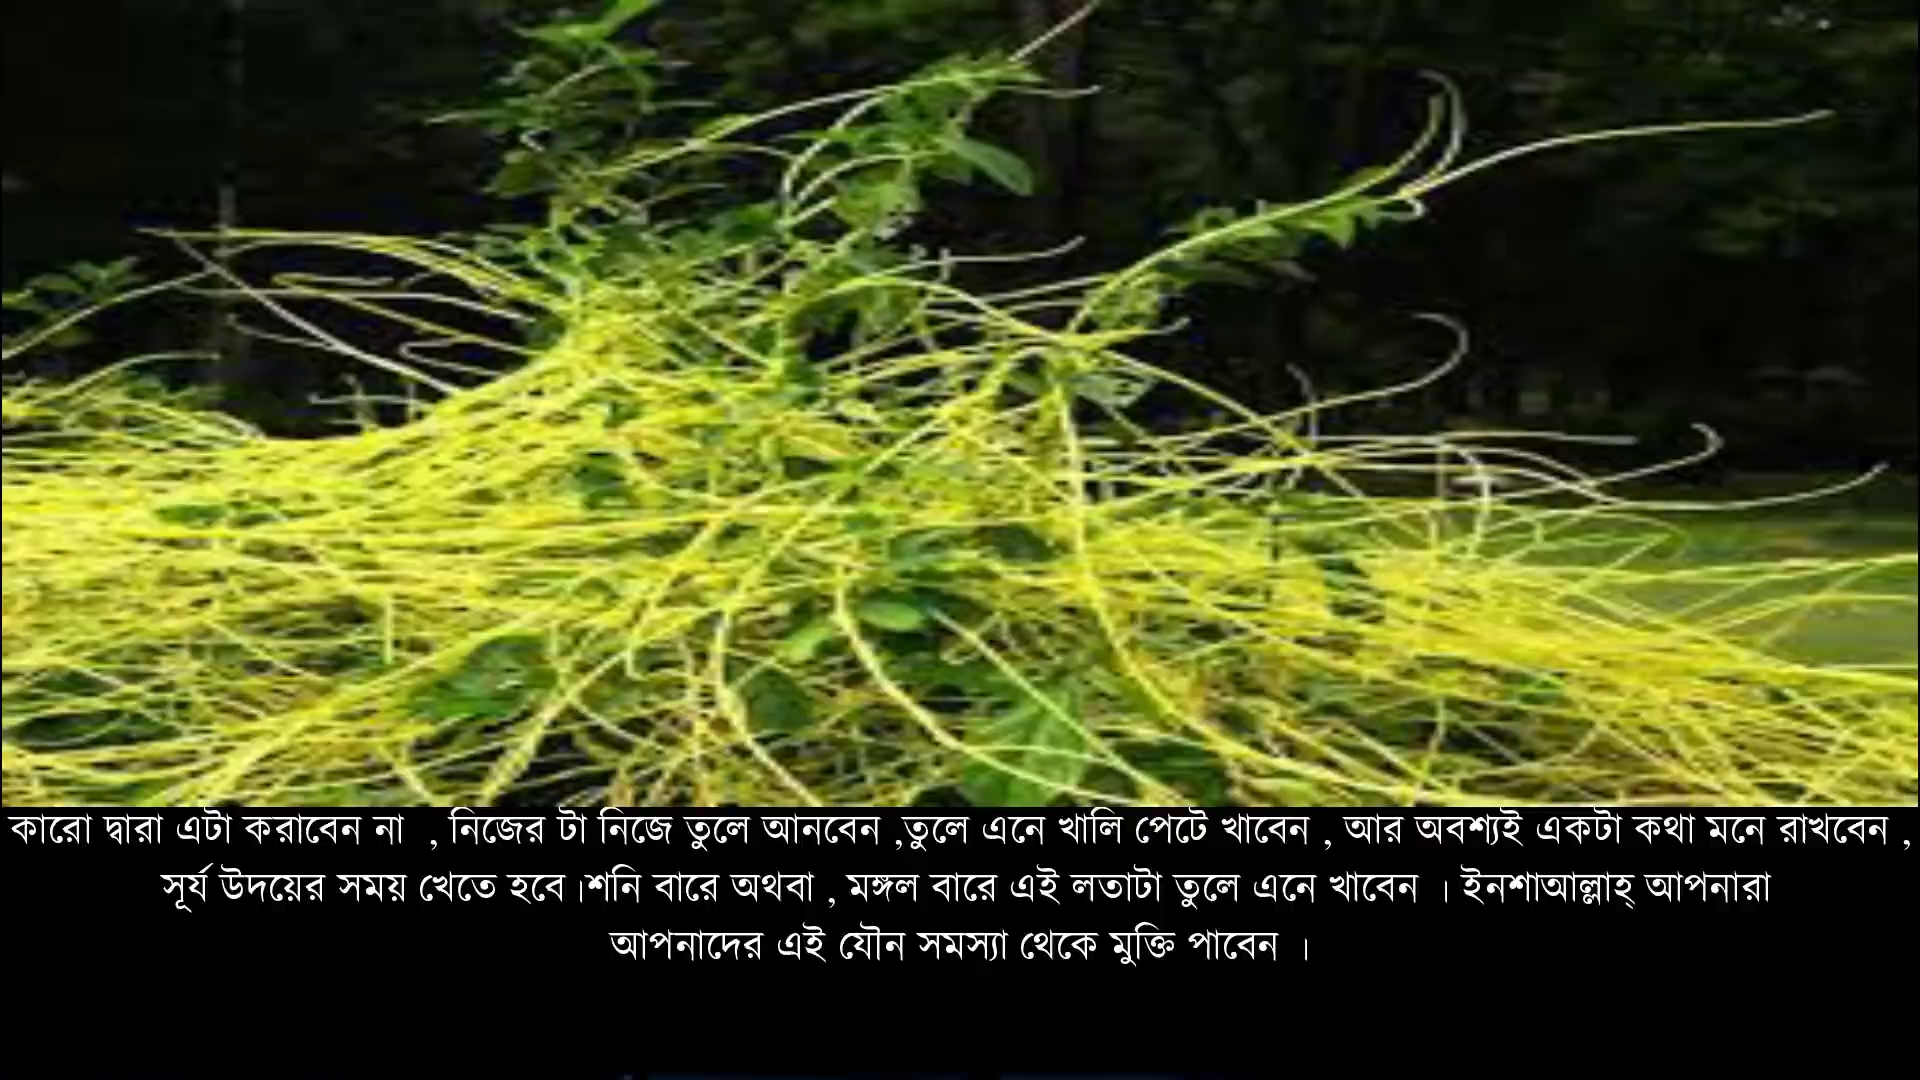 কারো দ্বারা এটা করাবেন না , নিজের টা নিজে তুলে আনবেন ,তুলে এনে খালি পেটে খাবেন , আর অবশ্যই একটা কথা মনে রাখবেন ,
সূর্য উদয়ের সময় খেতে হবে।শনি বারে অথবা , মঙ্গল বারে এই লতাটা তুলে এনে খাবেন । ইনশাআল্লাহ্ আপনারা
আপনাদের এই যৌন সমস্যা থেকে মুক্তি পাবেন ।